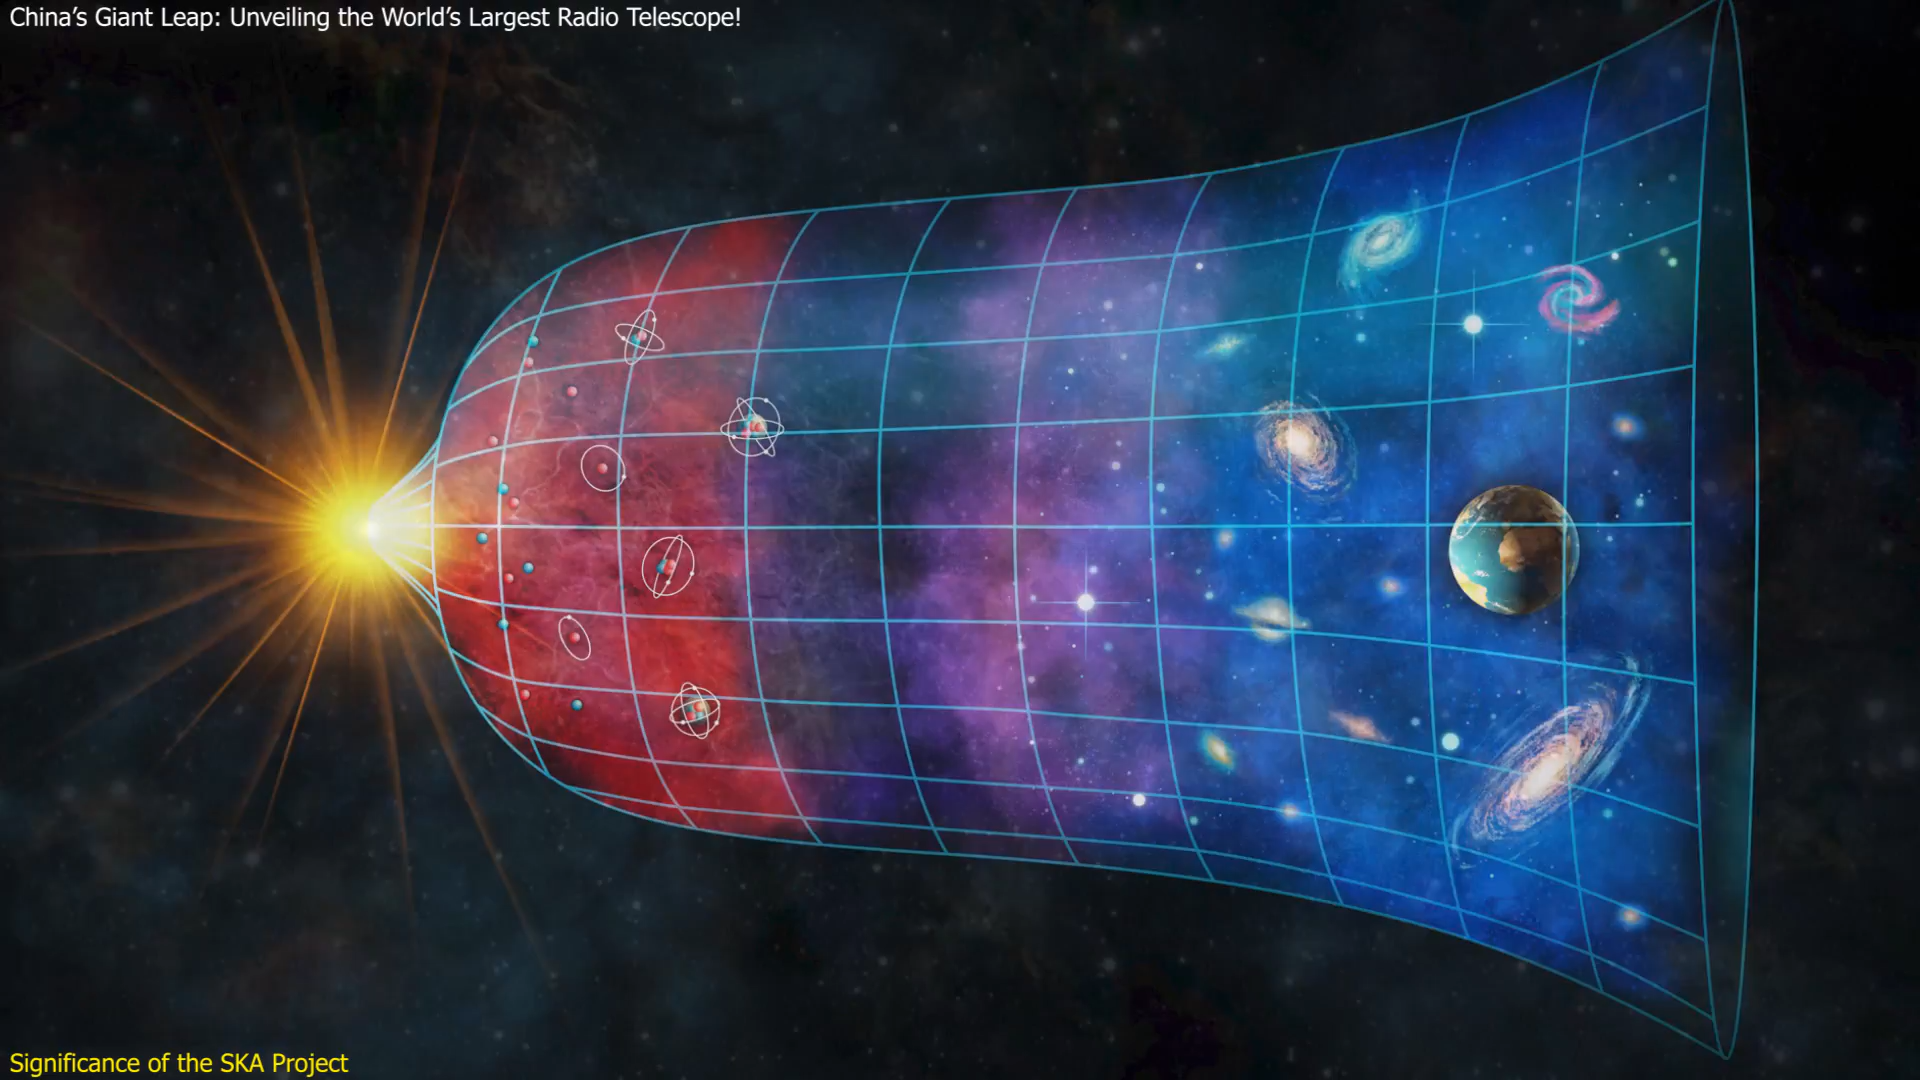 China’s Giant Leap: Unveiling the World’s Largest Radio Telescope!
Significance of the SKA Project